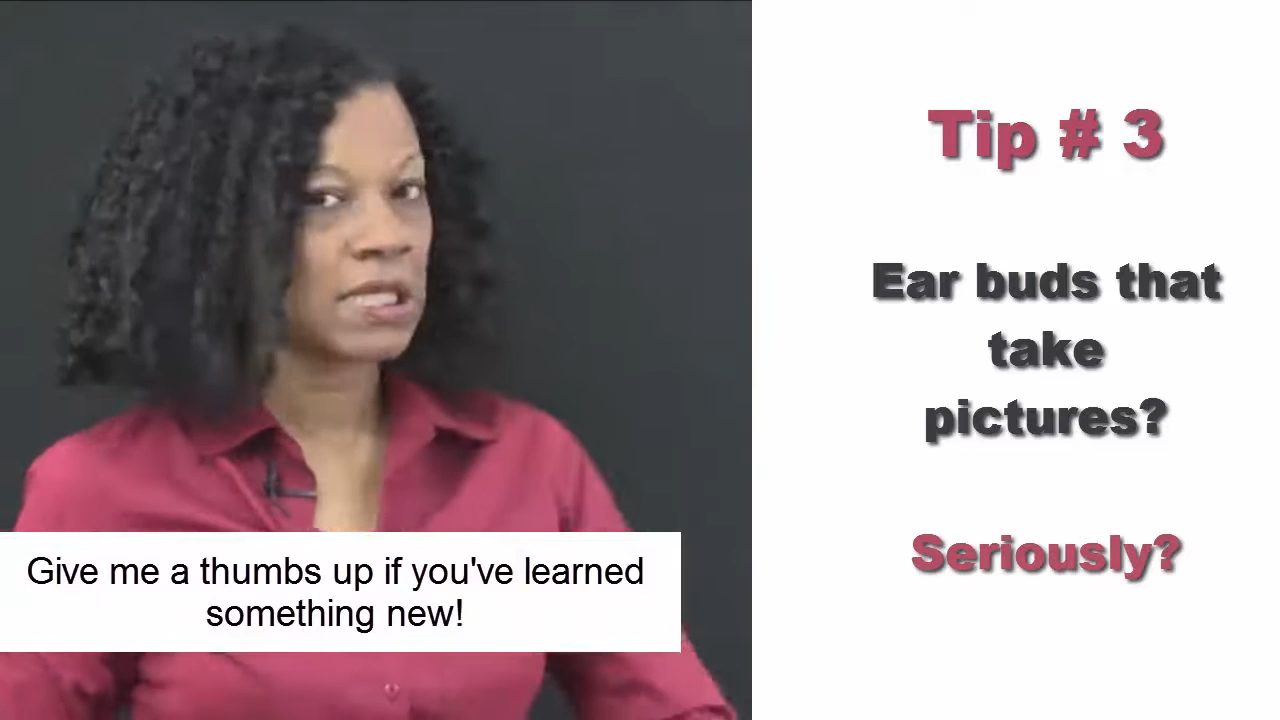 Tip # 3
Ear buds that
take
pictures?
Seriously?
Give me a thumbs up if you've learned
something new!